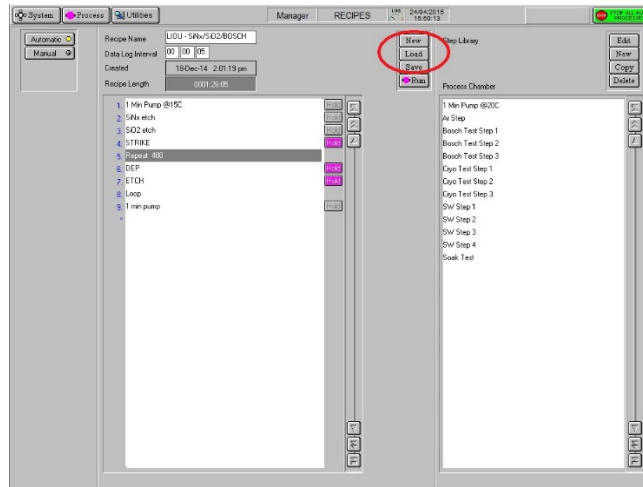 System Process Utilities Manager RECIPES 24/04/2015
15:50:13
Automatic
Manual
Recipe Name LIOU - SiNx/SiO2/BOSCH
Data Log Interval 00 00 05
Created 18-Dec-14 2:01:19 pm
Recipe Length 0001:26:05
New
Load
Save
Run
Step Library
Process Chamber
Edit
New
Copy
Delete
1. 1 Min Pump @15C Hold
2. SiNx etch Hold
3. SiO2 etch Hold
4. STRIKE Hold
5. Repeat 400
6. DEP Hold
7. ETCH Hold
8. Loop
9. 1 min pump Hold
*
1 Min Pump @20C
Ar Step
Bosch Test Step 1
Bosch Test Step 2
Bosch Test Step 3
Cryo Test Step 1
Cryo Test Step 2
Cryo Test Step 3
SW Step 1
SW Step 2
SW Step 3
SW Step 4
Soak Test